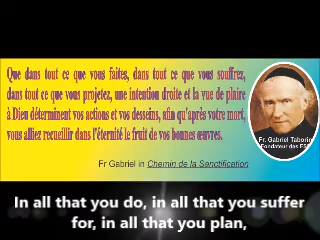 Que dans tout ce que vous faites, dans tout ce que vous souffrez,
dans tout ce que vous projetez, une intention droite et la vue de plaire
à Dieu déterminent vos actions et vos desseins, afin qu'après votre mort,
vous alliez recueillir dans l'éternité le fruit de vos bonnes œuvres.
Fr Gabriel in Chemin de la Sanctification
Fr. Gabriel Taborin
Fondateur des FSF
In all that you do, in all that you suffer
for, in all that you plan,